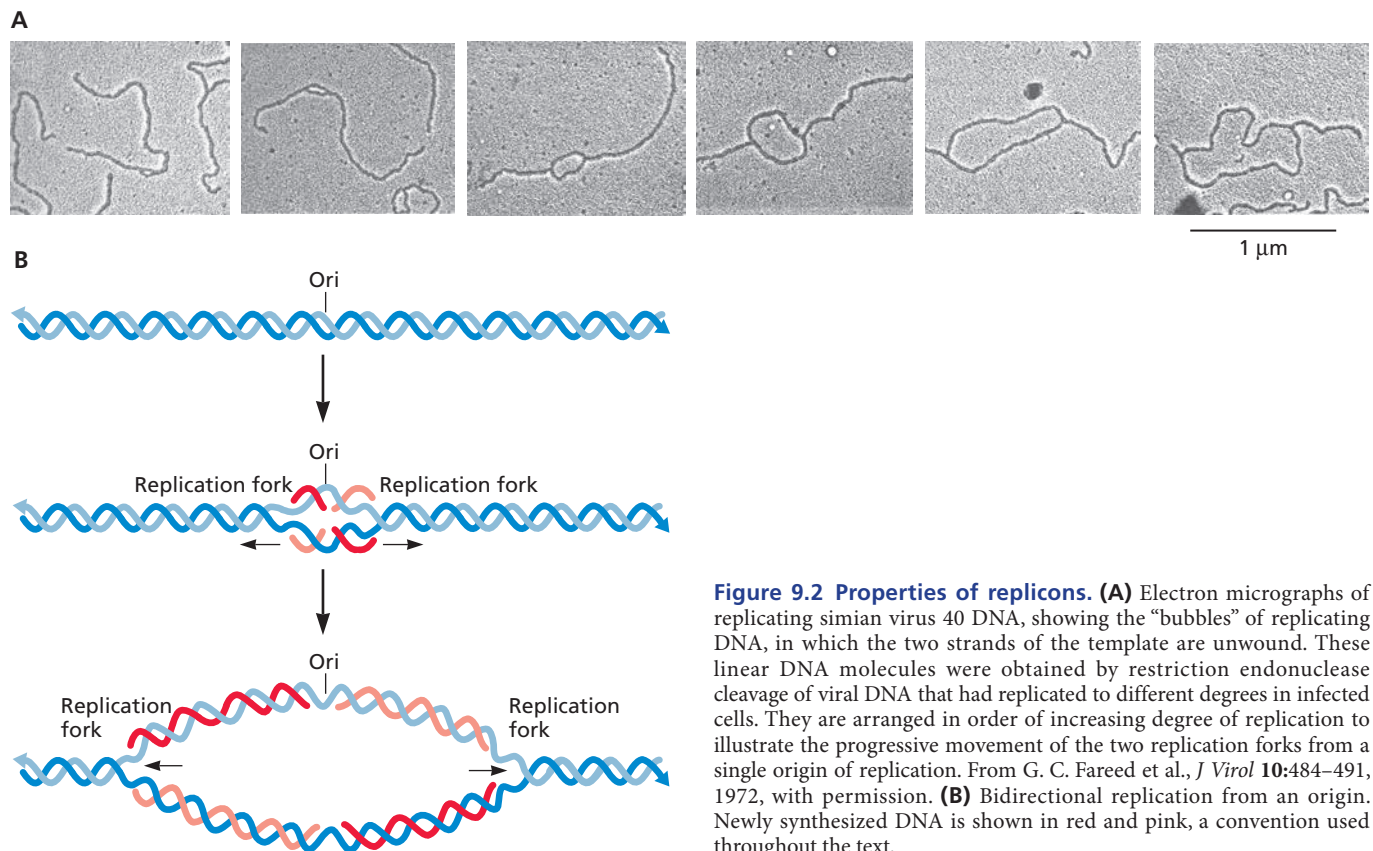 A
1 μm
B
Ori
Ori
Replication fork
Replication fork
Ori
Replication
fork
Replication
fork
Figure 9.2 Properties of replicons. (A) Electron micrographs of
replicating simian virus 40 DNA, showing the “bubbles” of replicating
DNA, in which the two strands of the template are unwound. These
linear DNA molecules were obtained by restriction endonuclease
cleavage of viral DNA that had replicated to different degrees in infected
cells. They are arranged in order of increasing degree of replication to
illustrate the progressive movement of the two replication forks from a
single origin of replication. From G. C. Fareed et al., J Virol 10:484–491,
1972, with permission. (B) Bidirectional replication from an origin.
Newly synthesized DNA is shown in red and pink, a convention used
throughout the text.